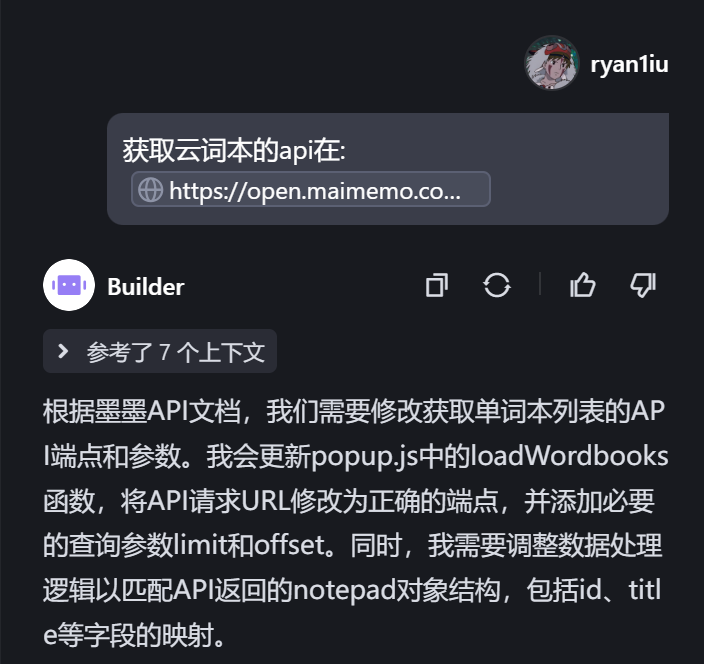 ryan1iu
获取云词本的api在:
https://open.maimemo.co...
Builder
参考了 7 个上下文
根据墨墨API文档，我们需要修改获取单词本列表的AP
I端点和参数。我会更新popup.js中的loadWordbooks
函数，将API请求URL修改为正确的端点，并添加必要
的查询参数limit和offset。同时，我需要调整数据处理
逻辑以匹配API返回的notepad对象结构，包括id、titl
e等字段的映射。